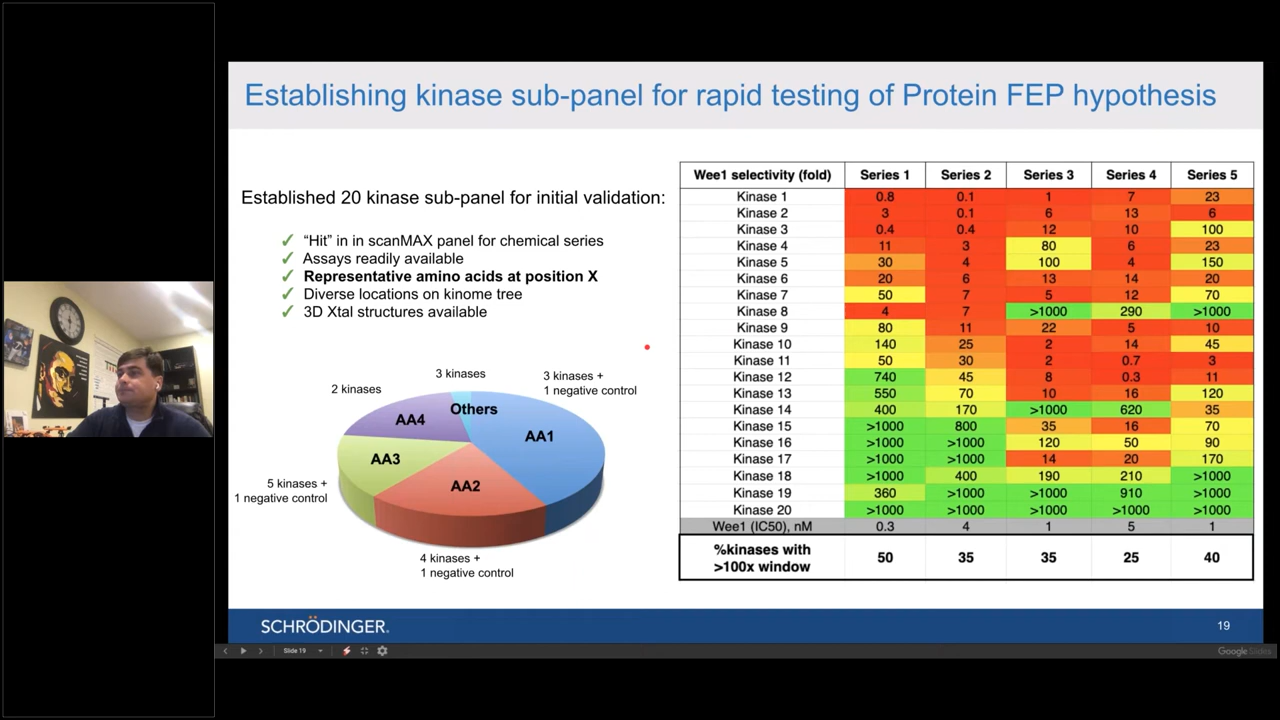 Establishing kinase sub-panel for rapid testing of Protein FEP hypothesis
Established 20 kinase sub-panel for initial validation:
✓ “Hit” in in scanMAX panel for chemical series
✓ Assays readily available
✓ Representative amino acids at position X
✓ Diverse locations on kinome tree
✓ 3D Xtal structures available
3 kinases
2 kinases
3 kinases +
1 negative control
Others
AA4
AA1
AA3
AA2
5 kinases +
1 negative control
4 kinases +
1 negative control
Wee1 selectivity (fold) Series 1 Series 2 Series 3 Series 4 Series 5
Kinase 1 0.8 0.1 1 7 23
Kinase 2 3 0.1 6 13 6
Kinase 3 0.4 0.4 12 10 100
Kinase 4 11 3 80 6 23
Kinase 5 30 4 100 4 150
Kinase 6 20 6 13 14 20
Kinase 7 50 7 5 12 70
Kinase 8 4 7 >1000 290 >1000
Kinase 9 80 11 22 5 10
Kinase 10 140 25 2 14 45
Kinase 11 50 30 2 0.7 3
Kinase 12 740 45 8 0.3 11
Kinase 13 550 70 10 16 120
Kinase 14 400 170 >1000 620 35
Kinase 15 >1000 800 35 16 70
Kinase 16 >1000 >1000 120 50 90
Kinase 17 >1000 >1000 14 20 170
Kinase 18 >1000 400 190 210 >1000
Kinase 19 360 >1000 >1000 910 >1000
Kinase 20 >1000 >1000 >1000 >1000 >1000
Wee1 (IC50), nM 0.3 4 1 5 1
%kinases with
>100x window 50 35 35 25 40
SCHRÖDINGER.
19
Slide 19
Google Slides